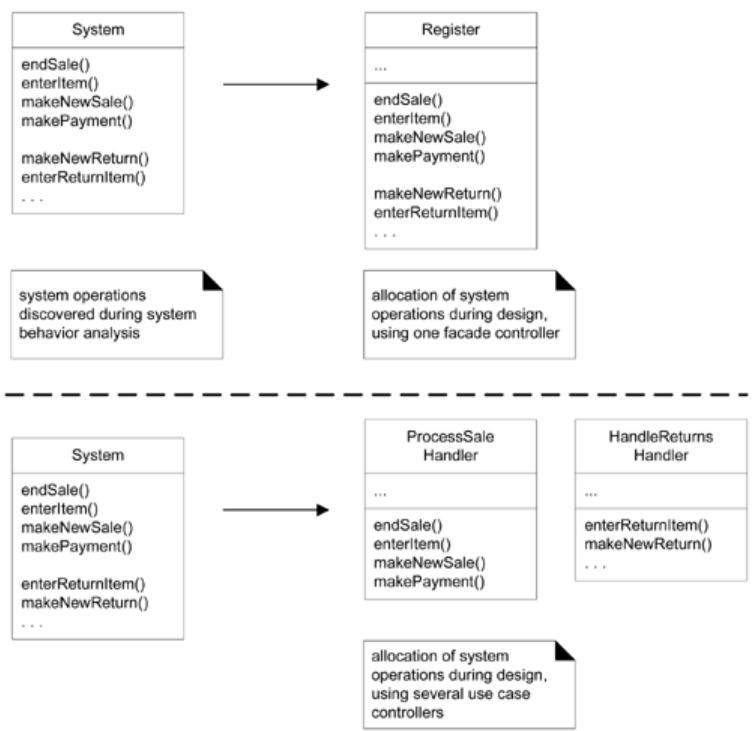 System
endSale()
enterItem()
makeNewSale()
makePayment()
makeNewReturn()
enterReturnItem()
. . .
Register
...
endSale()
enterItem()
makeNewSale()
makePayment()
makeNewReturn()
enterReturnItem()
. . .
system operations
discovered during system
behavior analysis
allocation of system
operations during design,
using one facade controller
System
endSale()
enterItem()
makeNewSale()
makePayment()
enterReturnItem()
makeNewReturn()
. . .
ProcessSale
Handler
...
endSale()
enterItem()
makeNewSale()
makePayment()
HandleReturns
Handler
...
enterReturnItem()
makeNewReturn()
. . .
allocation of system
operations during design,
using several use case
controllers